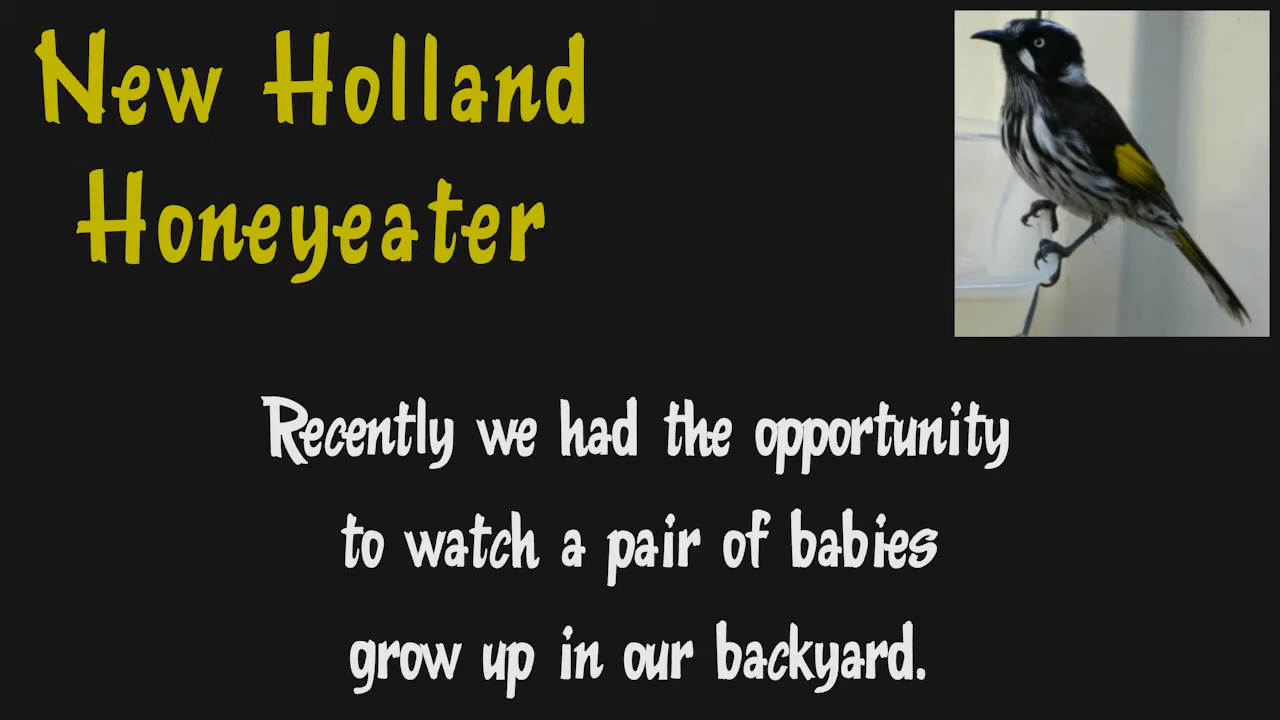 New Holland
Honeyeater
Recently we had the opportunity
to watch a pair of babies
grow up in our backyard.